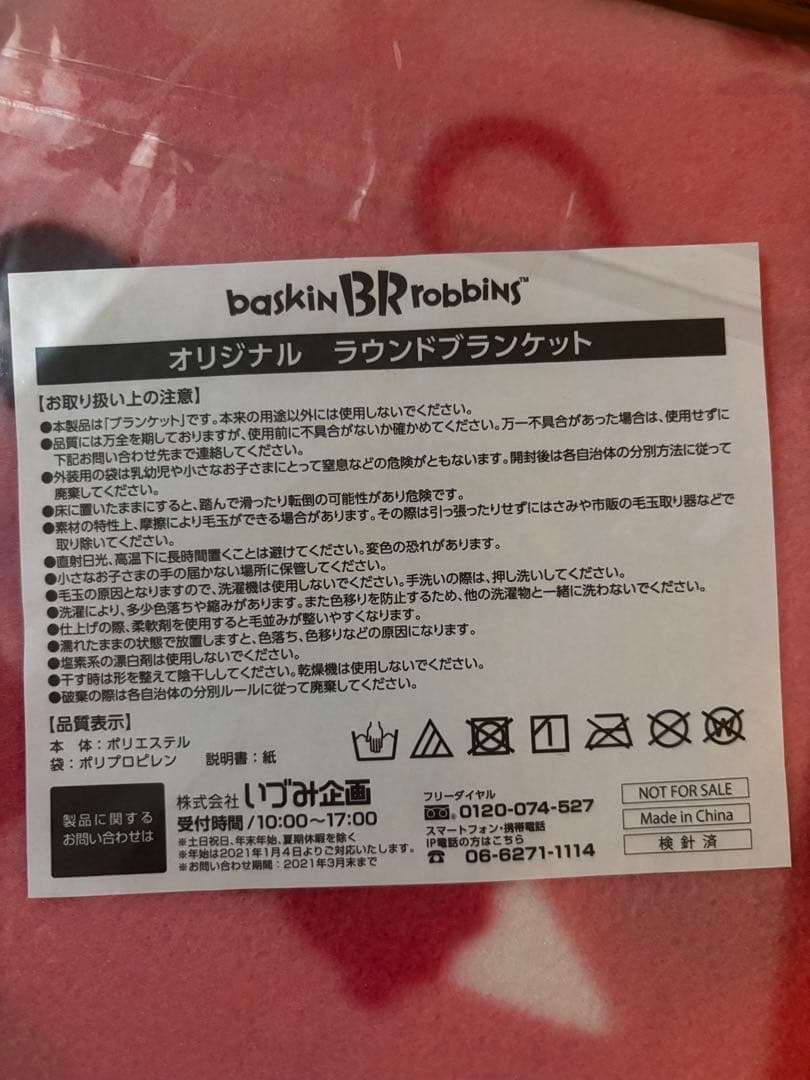 baskin BR robbins™
オリジナル　ラウンドブランケット
【お取り扱い上の注意】
●本製品は「ブランケット」です。本来の用途以外には使用しないでください。
●品質には万全を期しておりますが、使用前に不具合がないか確かめてください。万一不具合があった場合は、使用せずに
下記お問い合わせ先まで連絡してください。
●外装用の袋は乳幼児や小さなお子さまにとって窒息などの危険がともないます。開封後は各自治体の分別方法に従って
廃棄してください。
●床に置いたままにすると、踏んで滑ったり転倒の可能性があり危険です。
●素材の特性上、摩擦により毛玉ができる場合があります。その際は引っ張ったりせずにはさみや市販の毛玉取り器などで
取り除いてください。
●直射日光、高温下に長時間置くことは避けてください。変色の恐れがあります。
●小さなお子さまの手の届かない場所に保管してください。
●毛玉の原因となりますので、洗濯機は使用しないでください。手洗いの際は、押し洗いしてください。
●洗濯により、多少色落ちや縮みがあります。また色移りを防止するため、他の洗濯物と一緒に洗わないでください。
●仕上げの際、柔軟剤を使用すると毛並みが整いやすくなります。
●濡れたままの状態で放置しますと、色落ち、色移りなどの原因になります。
●塩素系の漂白剤は使用しないでください。
●干す時は形を整えて陰干ししてください。乾燥機は使用しないでください。
●破棄の際は各自治体の分別ルールに従って廃棄してください。
【品質表示】
本　体：ポリエステル
袋：ポリプロピレン　説明書：紙
製品に関する
お問い合わせは
株式会社 いづみ企画
受付時間/10:00〜17:00
※土日祝日、年末年始、夏期休暇を除く
※年始は2021年1月4日よりご対応いたします。
※お問い合わせ期間：2021年3月末まで
フリーダイヤル
0120-074-527
スマートフォン・携帯電話
IP電話の方はこちら
06-6271-1114
NOT FOR SALE
Made in China
検針済